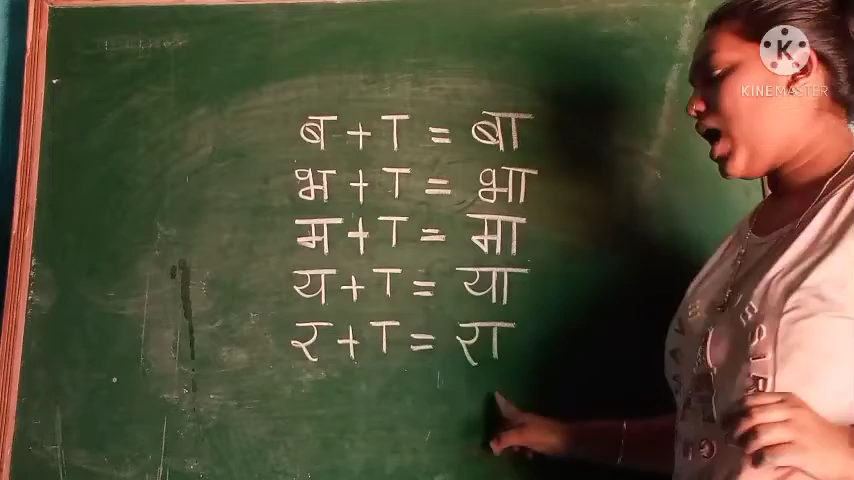 ब + ा = बा
भ + ा = भा
म + ा = मा
य + ा = या
र + ा = रा
K
KINEMASTER